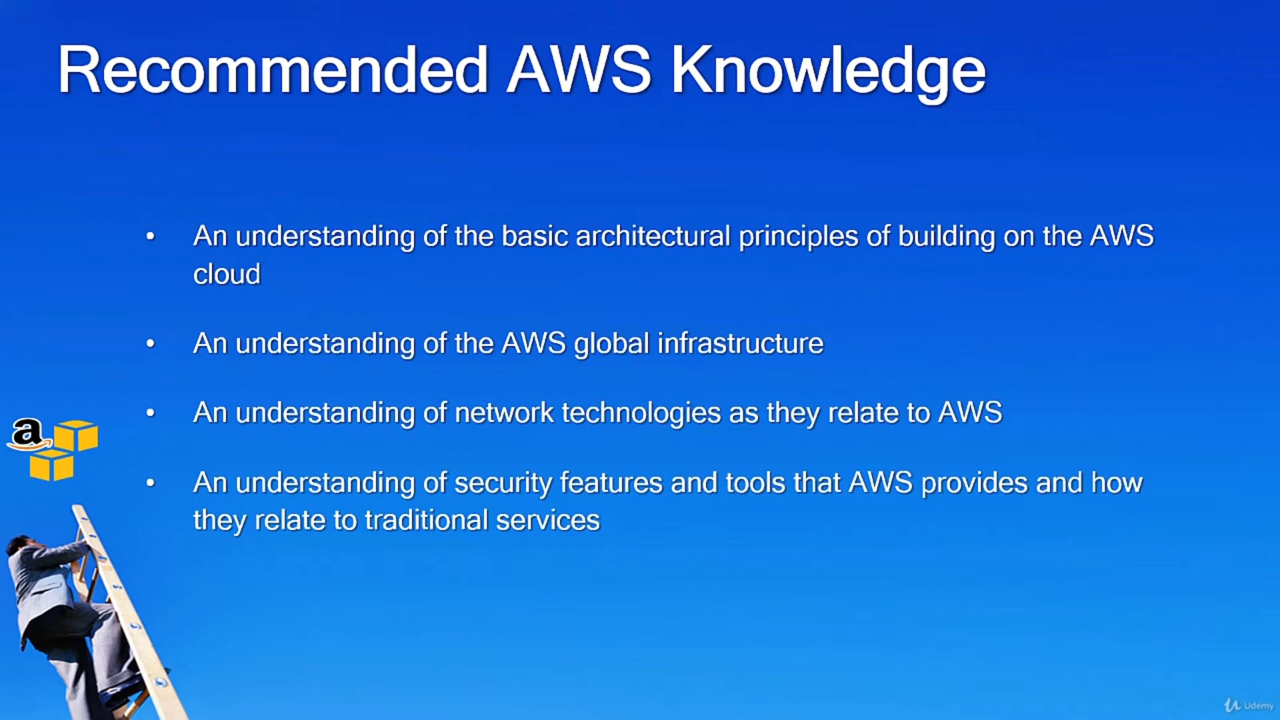 Recommended AWS Knowledge
• An understanding of the basic architectural principles of building on the AWS
cloud
• An understanding of the AWS global infrastructure
• An understanding of network technologies as they relate to AWS
• An understanding of security features and tools that AWS provides and how
they relate to traditional services
a
Udemy